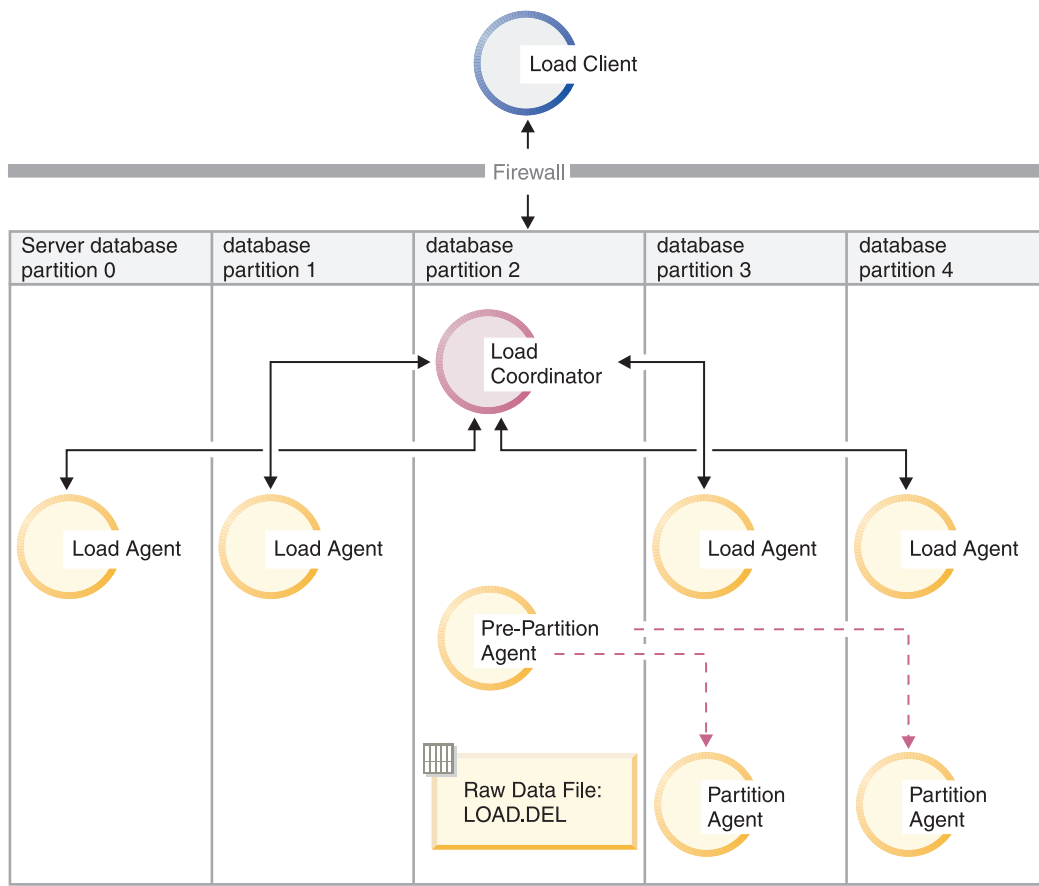 Load Client
Firewall
Server database
partition 0
database
partition 1
database
partition 2
database
partition 3
database
partition 4
Load
Coordinator
Load Agent
Load Agent
Load Agent
Load Agent
Pre-Partition
Agent
Raw Data File:
LOAD.DEL
Partition
Agent
Partition
Agent